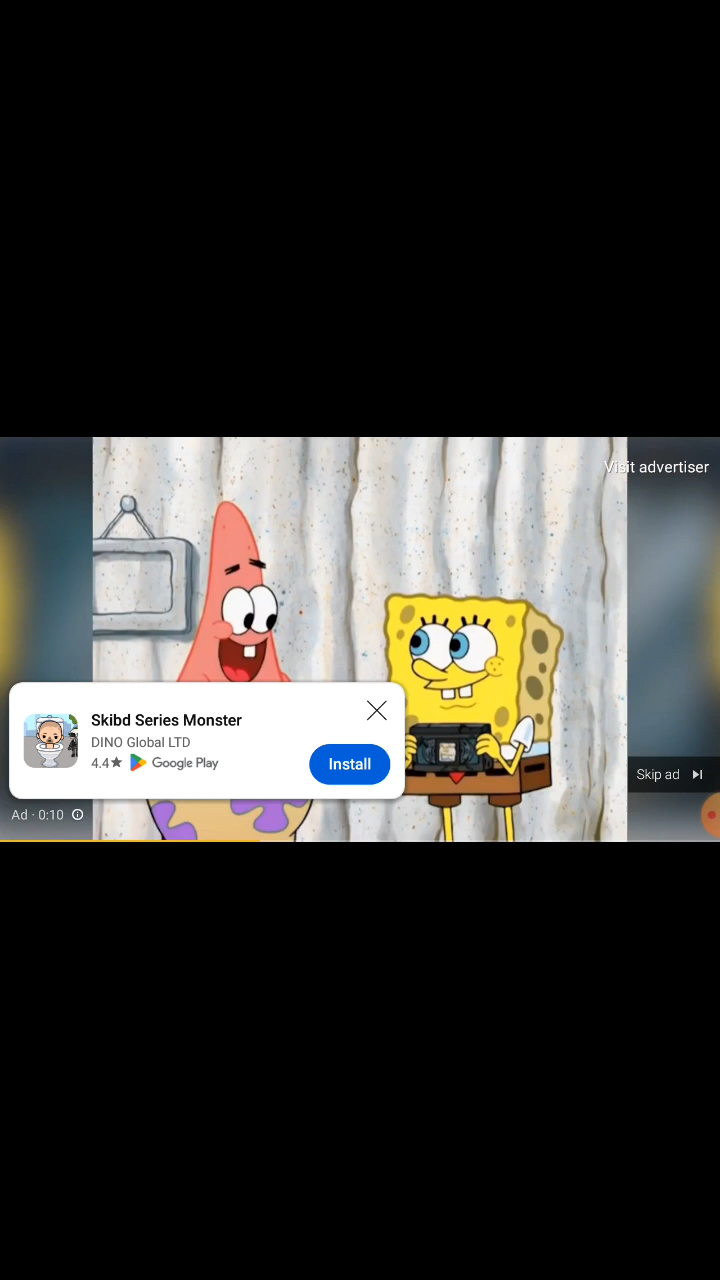 Visit advertiser
Skibd Series Monster
DINO Global LTD
4.4★ Google Play
Install
Skip ad
Ad · 0:10